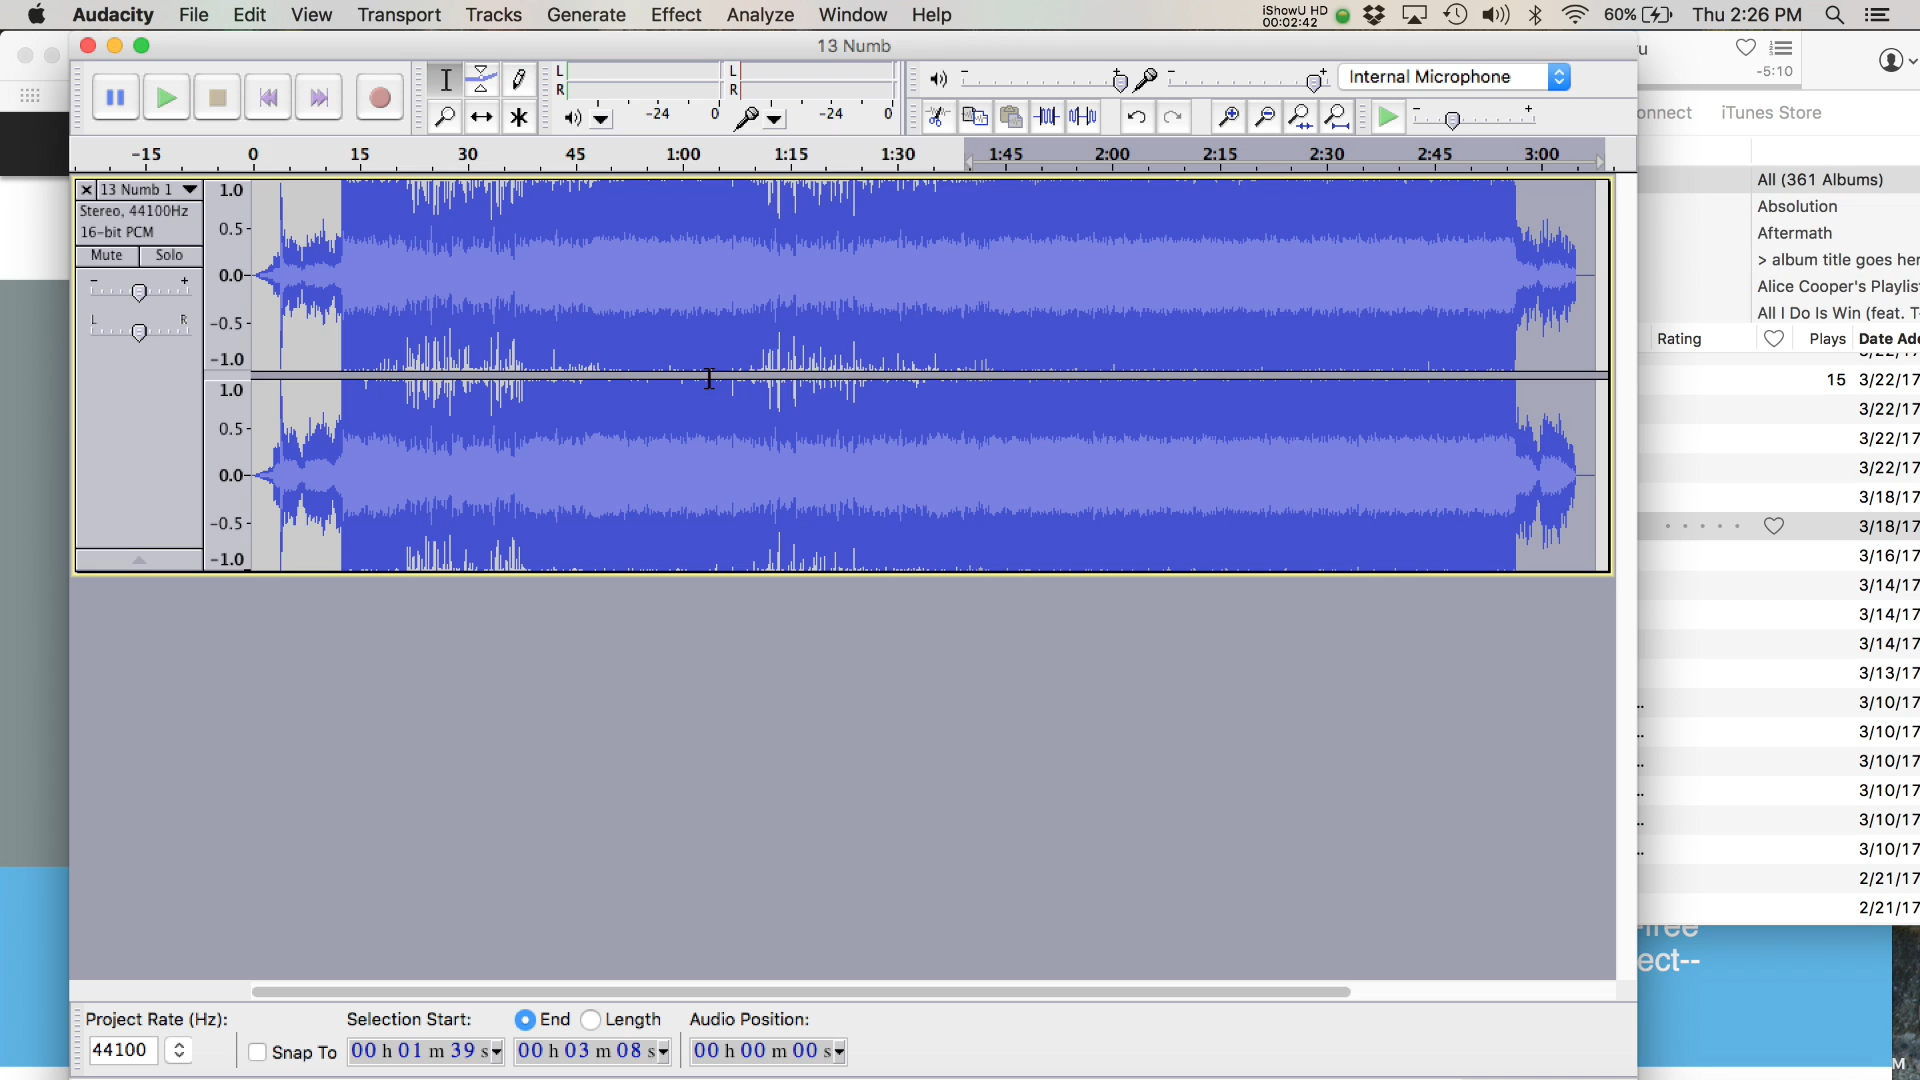 Audacity File Edit View Transport Tracks Generate Effect Analyze Window Help
iShowU HD
00:02:42
60% Thu 2:26 PM
13 Numb
L
R
-24 0
L
R
-24 0
Internal Microphone
-5:10
iTunes Store
-15 0 15 30 45 1:00 1:15 1:30 1:45 2:00 2:15 2:30 2:45 3:00
13 Numb 1
Stereo, 44100Hz
16-bit PCM
Mute Solo
- +
L R
1.0
0.5
0.0
-0.5
-1.0
1.0
0.5
0.0
-0.5
-1.0
All (361 Albums)
Absolution
Aftermath
> album title goes her
Alice Cooper's Playlis
All I Do Is Win (feat. T
Rating Plays Date Ad
15 3/22/17
3/22/17
3/22/17
3/22/17
3/18/17
3/18/17
3/16/17
3/14/17
3/14/17
3/14/17
3/13/17
3/10/17
3/10/17
3/10/17
3/10/17
3/10/17
3/10/17
2/21/17
2/21/17
ect--
Project Rate (Hz):
44100
Snap To
Selection Start:
00 h 01 m 39 s
End Length
00 h 03 m 08 s
Audio Position:
00 h 00 m 00 s